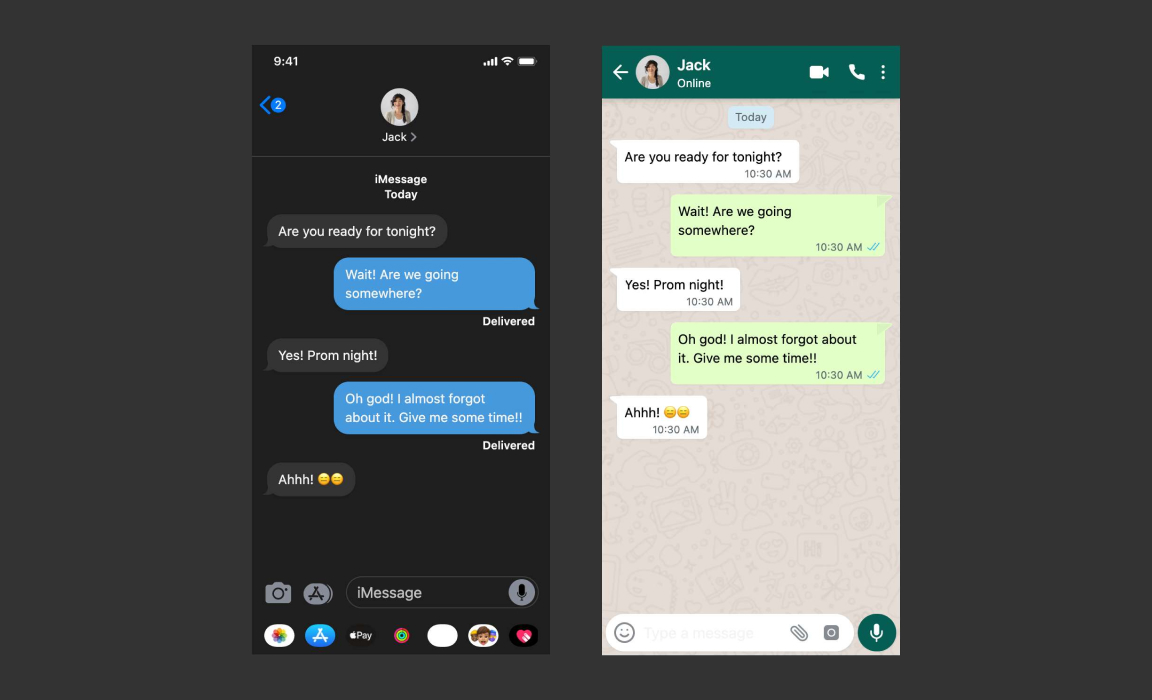 9:41
2
Jack
iMessage
Today
Are you ready for tonight?
Wait! Are we going
somewhere?
Delivered
Yes! Prom night!
Oh god! I almost forgot
about it. Give me some time!!
Delivered
Ahhh! 😊😊
iMessage
Pay
Jack
Online
Today
Are you ready for tonight?
10:30 AM
Wait! Are we going
somewhere?
10:30 AM
Yes! Prom night!
10:30 AM
Oh god! I almost forgot about
it. Give me some time!!
10:30 AM
Ahhh! 😊😊
10:30 AM
Type a message